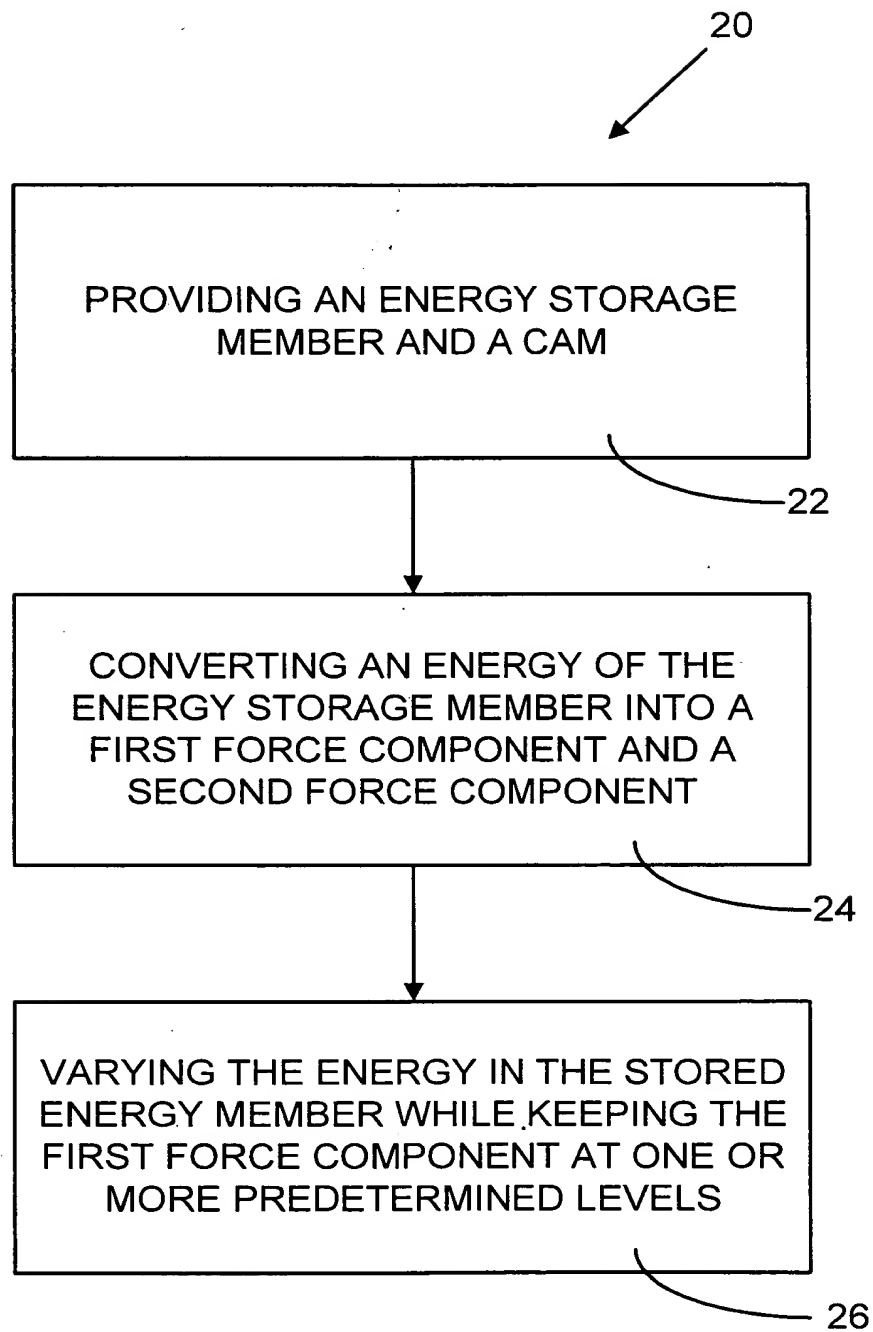 20
PROVIDING AN ENERGY STORAGE
MEMBER AND A CAM
22
CONVERTING AN ENERGY OF THE
ENERGY STORAGE MEMBER INTO A
FIRST FORCE COMPONENT AND A
SECOND FORCE COMPONENT
24
VARYING THE ENERGY IN THE STORED
ENERGY MEMBER WHILE KEEPING THE
FIRST FORCE COMPONENT AT ONE OR
MORE PREDETERMINED LEVELS
26